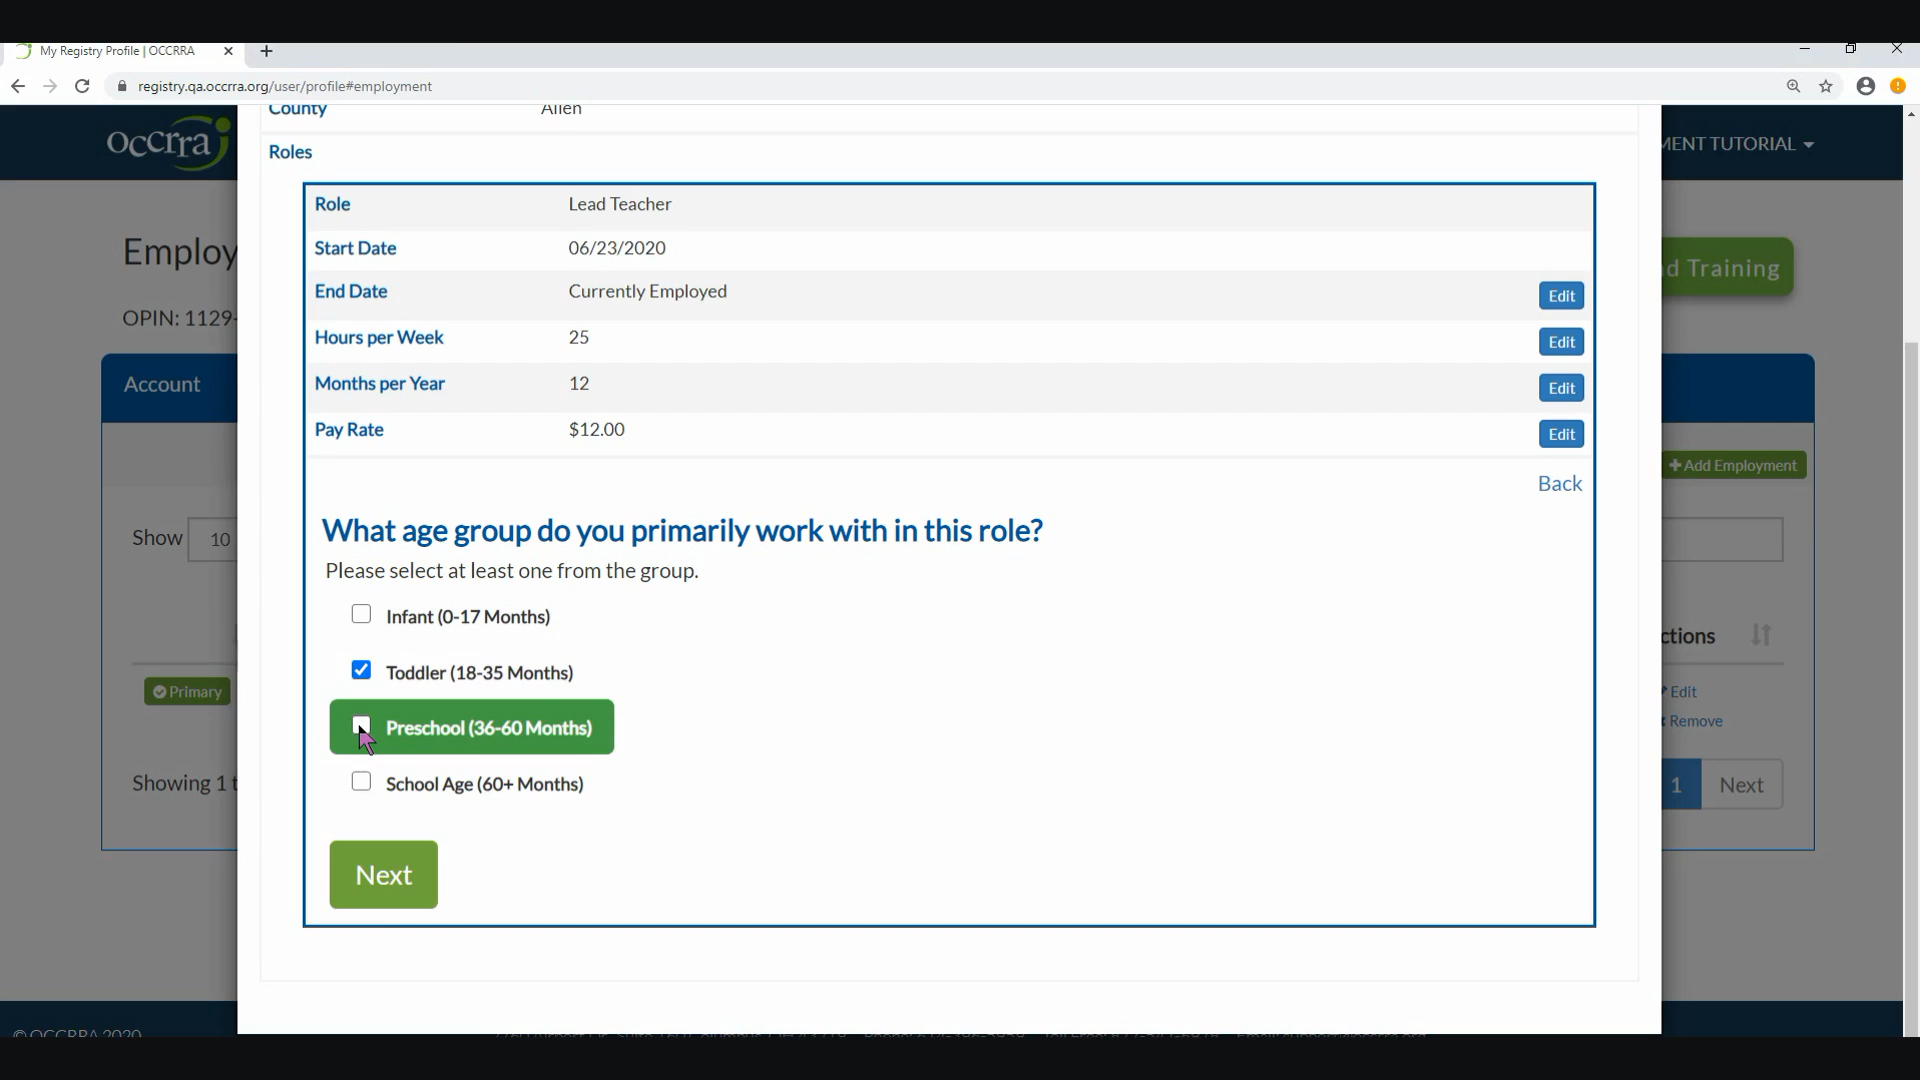 My Registry Profile | OCCRRA
registry.qa.occrra.org/user/profile#employment
County Allen
occrra
MENT TUTORIAL
Roles
Role Lead Teacher
Start Date 06/23/2020
Employ
d Training
End Date Currently Employed Edit
OPIN: 1129-
Hours per Week 25 Edit
Account
Months per Year 12 Edit
Pay Rate $12.00 Edit
+ Add Employment
Back
What age group do you primarily work with in this role?
Show 10
Please select at least one from the group.
Infant (0-17 Months)
ctions
Toddler (18-35 Months)
Primary
Edit
Remove
Preschool (36-60 Months)
Showing 1 t
School Age (60+ Months)
1 Next
Next
© OCCRRA 2020